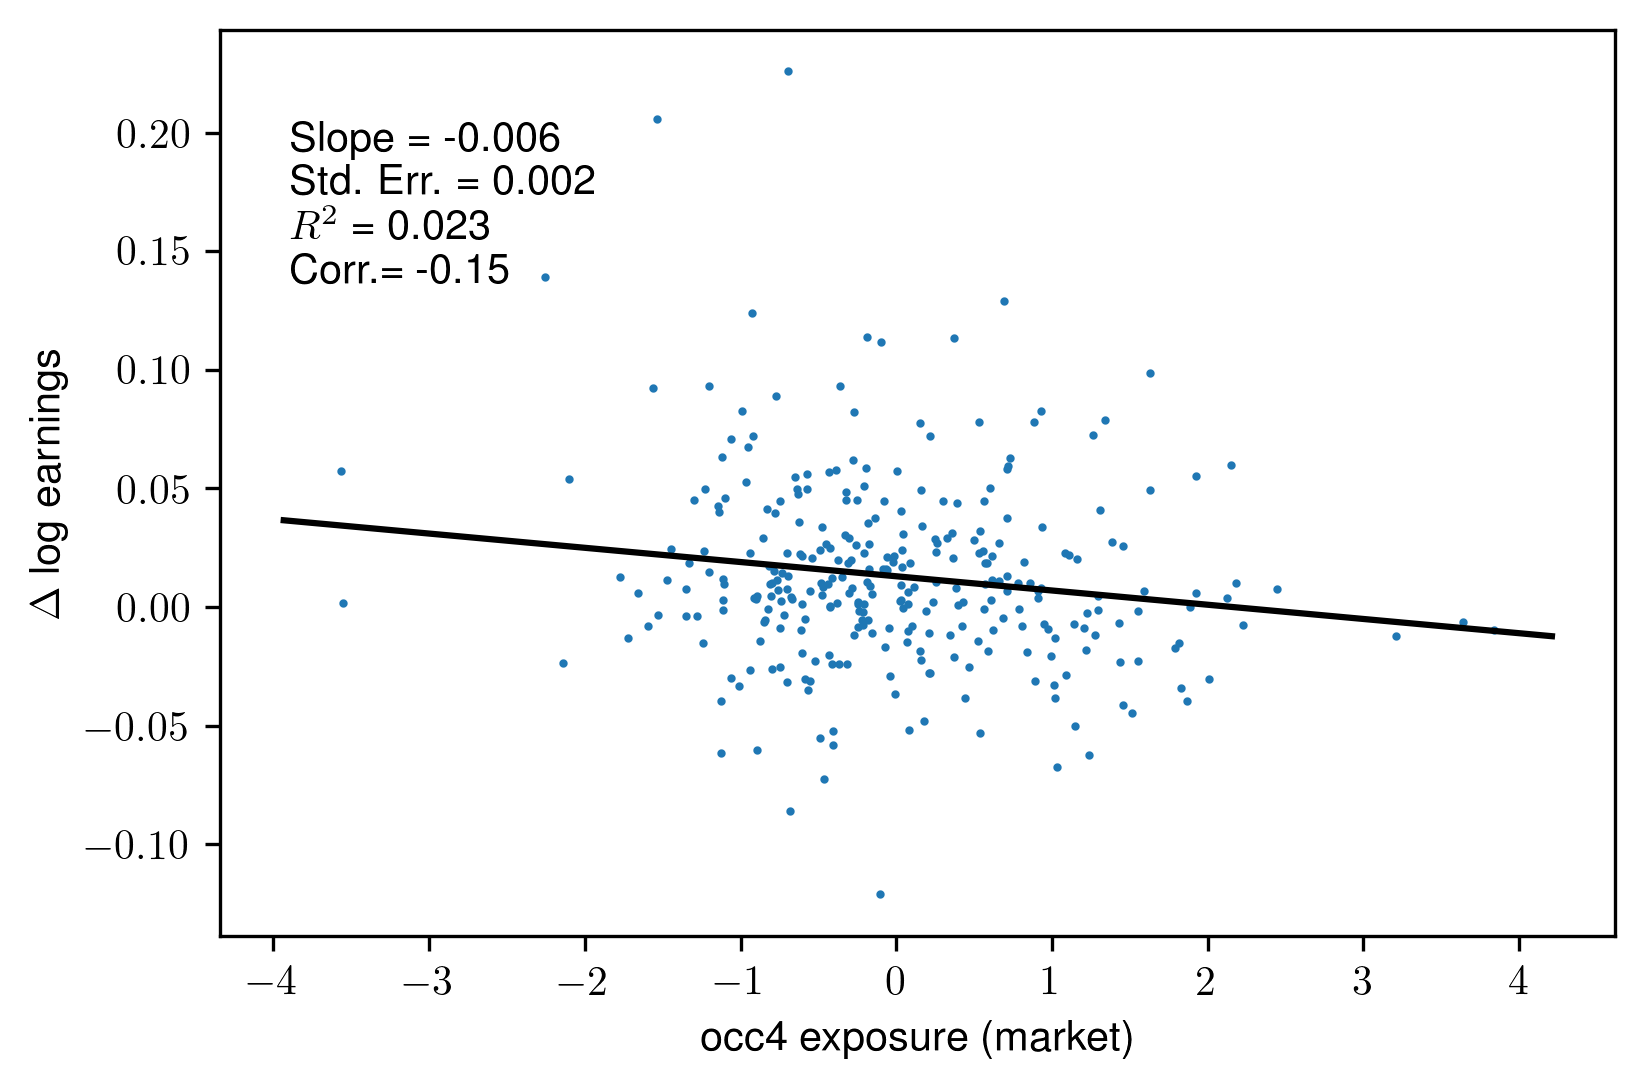 Slope = -0.006
Std. Err. = 0.002
R² = 0.023
Corr.= -0.15
0.20
0.15
0.10
0.05
0.00
−0.05
−0.10
Δ log earnings
−4 −3 −2 −1 0 1 2 3 4
occ4 exposure (market)